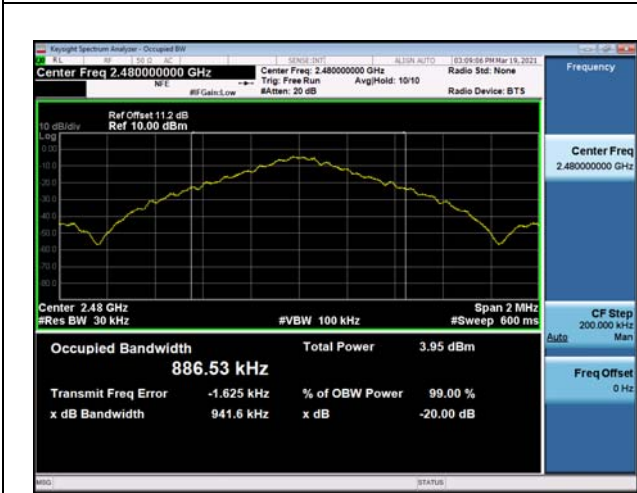 Keysight Spectrum Analyzer - Occupied BW
RL RF 50 Ω AC SENSE:INT ALIGN AUTO 03:09:06 PM Mar 19, 2021
Center Freq 2.480000000 GHz
NFE
#IFGain:Low
Center Freq: 2.480000000 GHz
Trig: Free Run Avg|Hold: 10/10
#Atten: 20 dB
Radio Std: None
Radio Device: BTS
Frequency
Ref Offset 11.2 dB
10 dB/div Ref 10.00 dBm
Log
0.00
-10.0
-20.0
-30.0
-40.0
-50.0
-60.0
-70.0
-80.0
Center 2.48 GHz Span 2 MHz
#Res BW 30 kHz #VBW 100 kHz #Sweep 600 ms
Occupied Bandwidth Total Power 3.95 dBm
886.53 kHz
Transmit Freq Error -1.625 kHz % of OBW Power 99.00 %
x dB Bandwidth 941.6 kHz x dB -20.00 dB
Center Freq
2.480000000 GHz
CF Step
200.000 kHz
Auto Man
Freq Offset
0 Hz
MSG STATUS